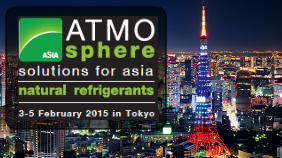 ASIA
ATMO
sphere
solutions for asia
natural refrigerants
3-5 February 2015 in Tokyo